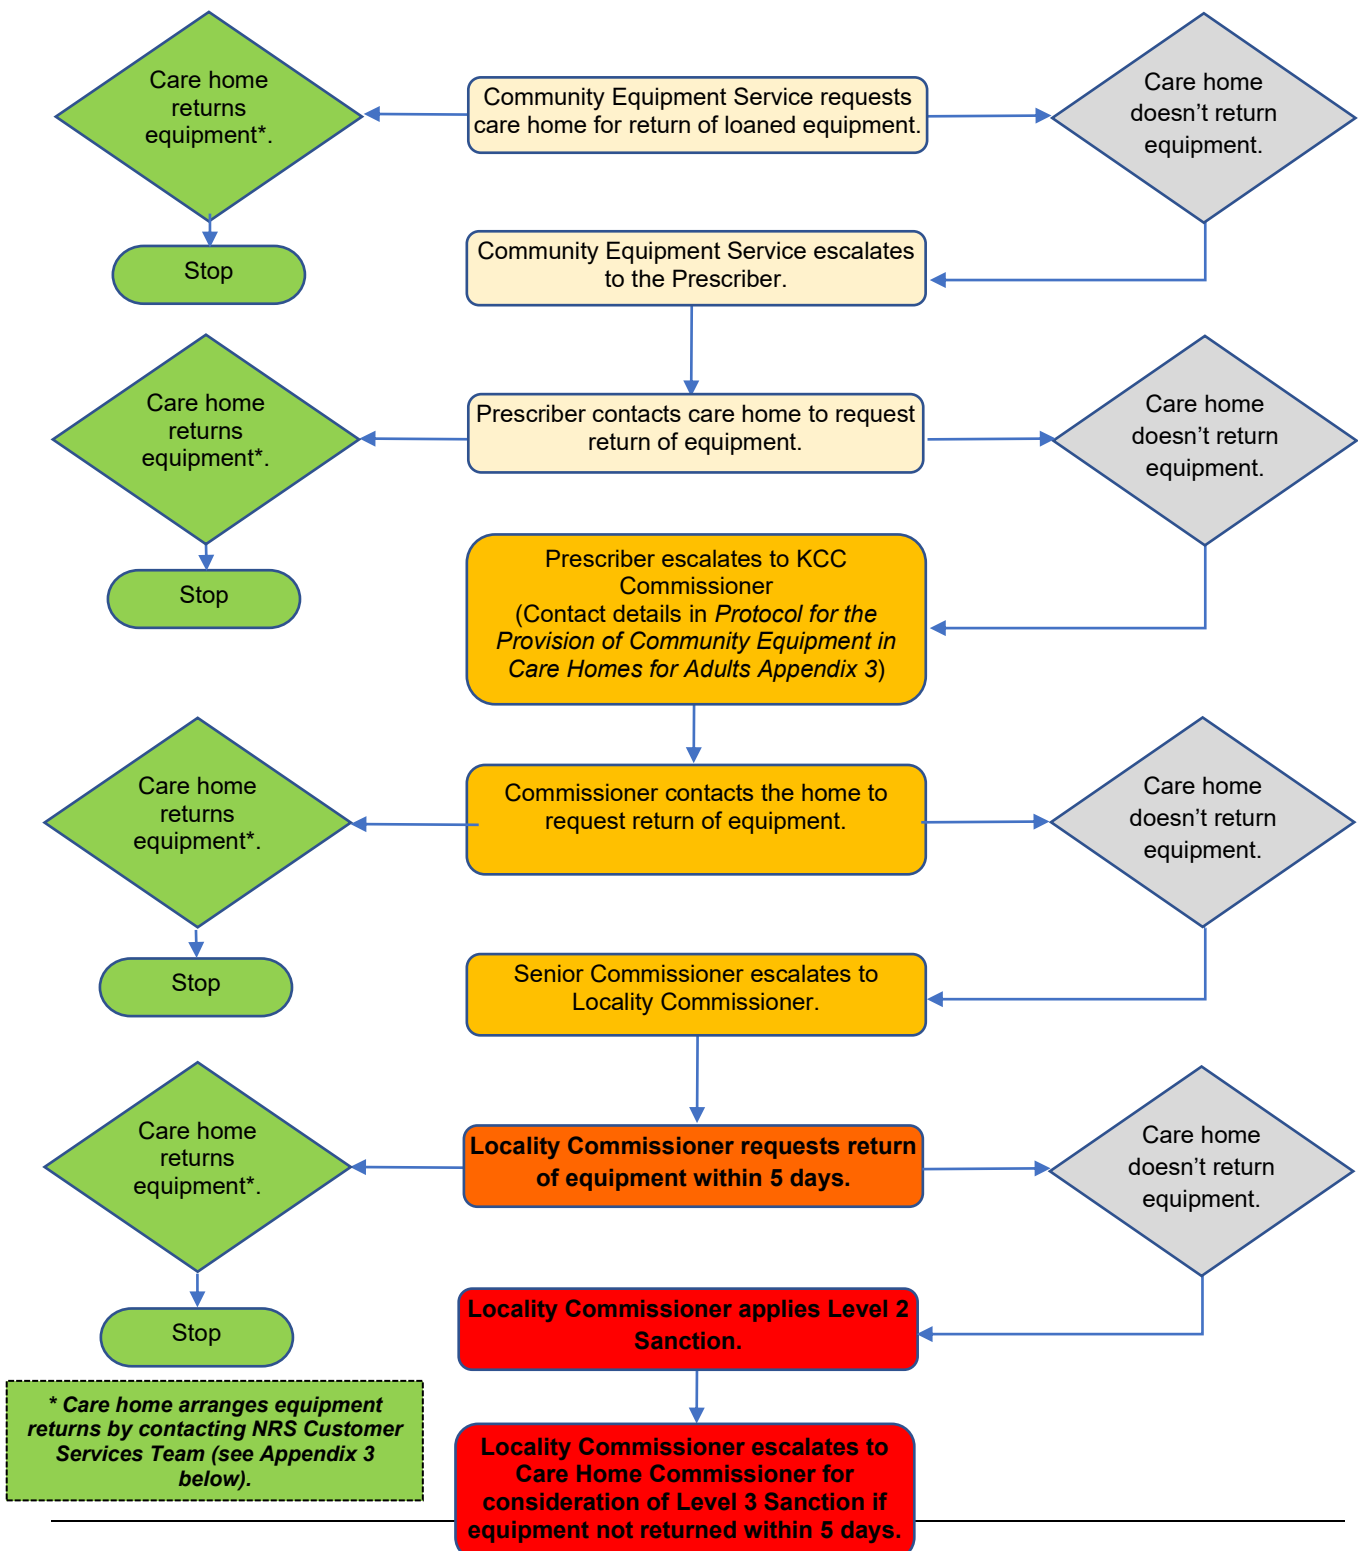 Care home
returns
equipment*.
Community Equipment Service requests
care home for return of loaned equipment.
Care home
doesn’t return
equipment.
Stop
Community Equipment Service escalates
to the Prescriber.
Care home
returns
equipment*.
Prescriber contacts care home to request
return of equipment.
Care home
doesn’t return
equipment.
Stop
Prescriber escalates to KCC
Commissioner
(Contact details in Protocol for the
Provision of Community Equipment in
Care Homes for Adults Appendix 3)
Care home
returns
equipment*.
Commissioner contacts the home to
request return of equipment.
Care home
doesn’t return
equipment.
Stop
Senior Commissioner escalates to
Locality Commissioner.
Care home
returns
equipment*.
Locality Commissioner requests return
of equipment within 5 days.
Care home
doesn’t return
equipment.
Stop
Locality Commissioner applies Level 2
Sanction.
* Care home arranges equipment
returns by contacting NRS Customer
Services Team (see Appendix 3
below).
Locality Commissioner escalates to
Care Home Commissioner for
consideration of Level 3 Sanction if
equipment not returned within 5 days.